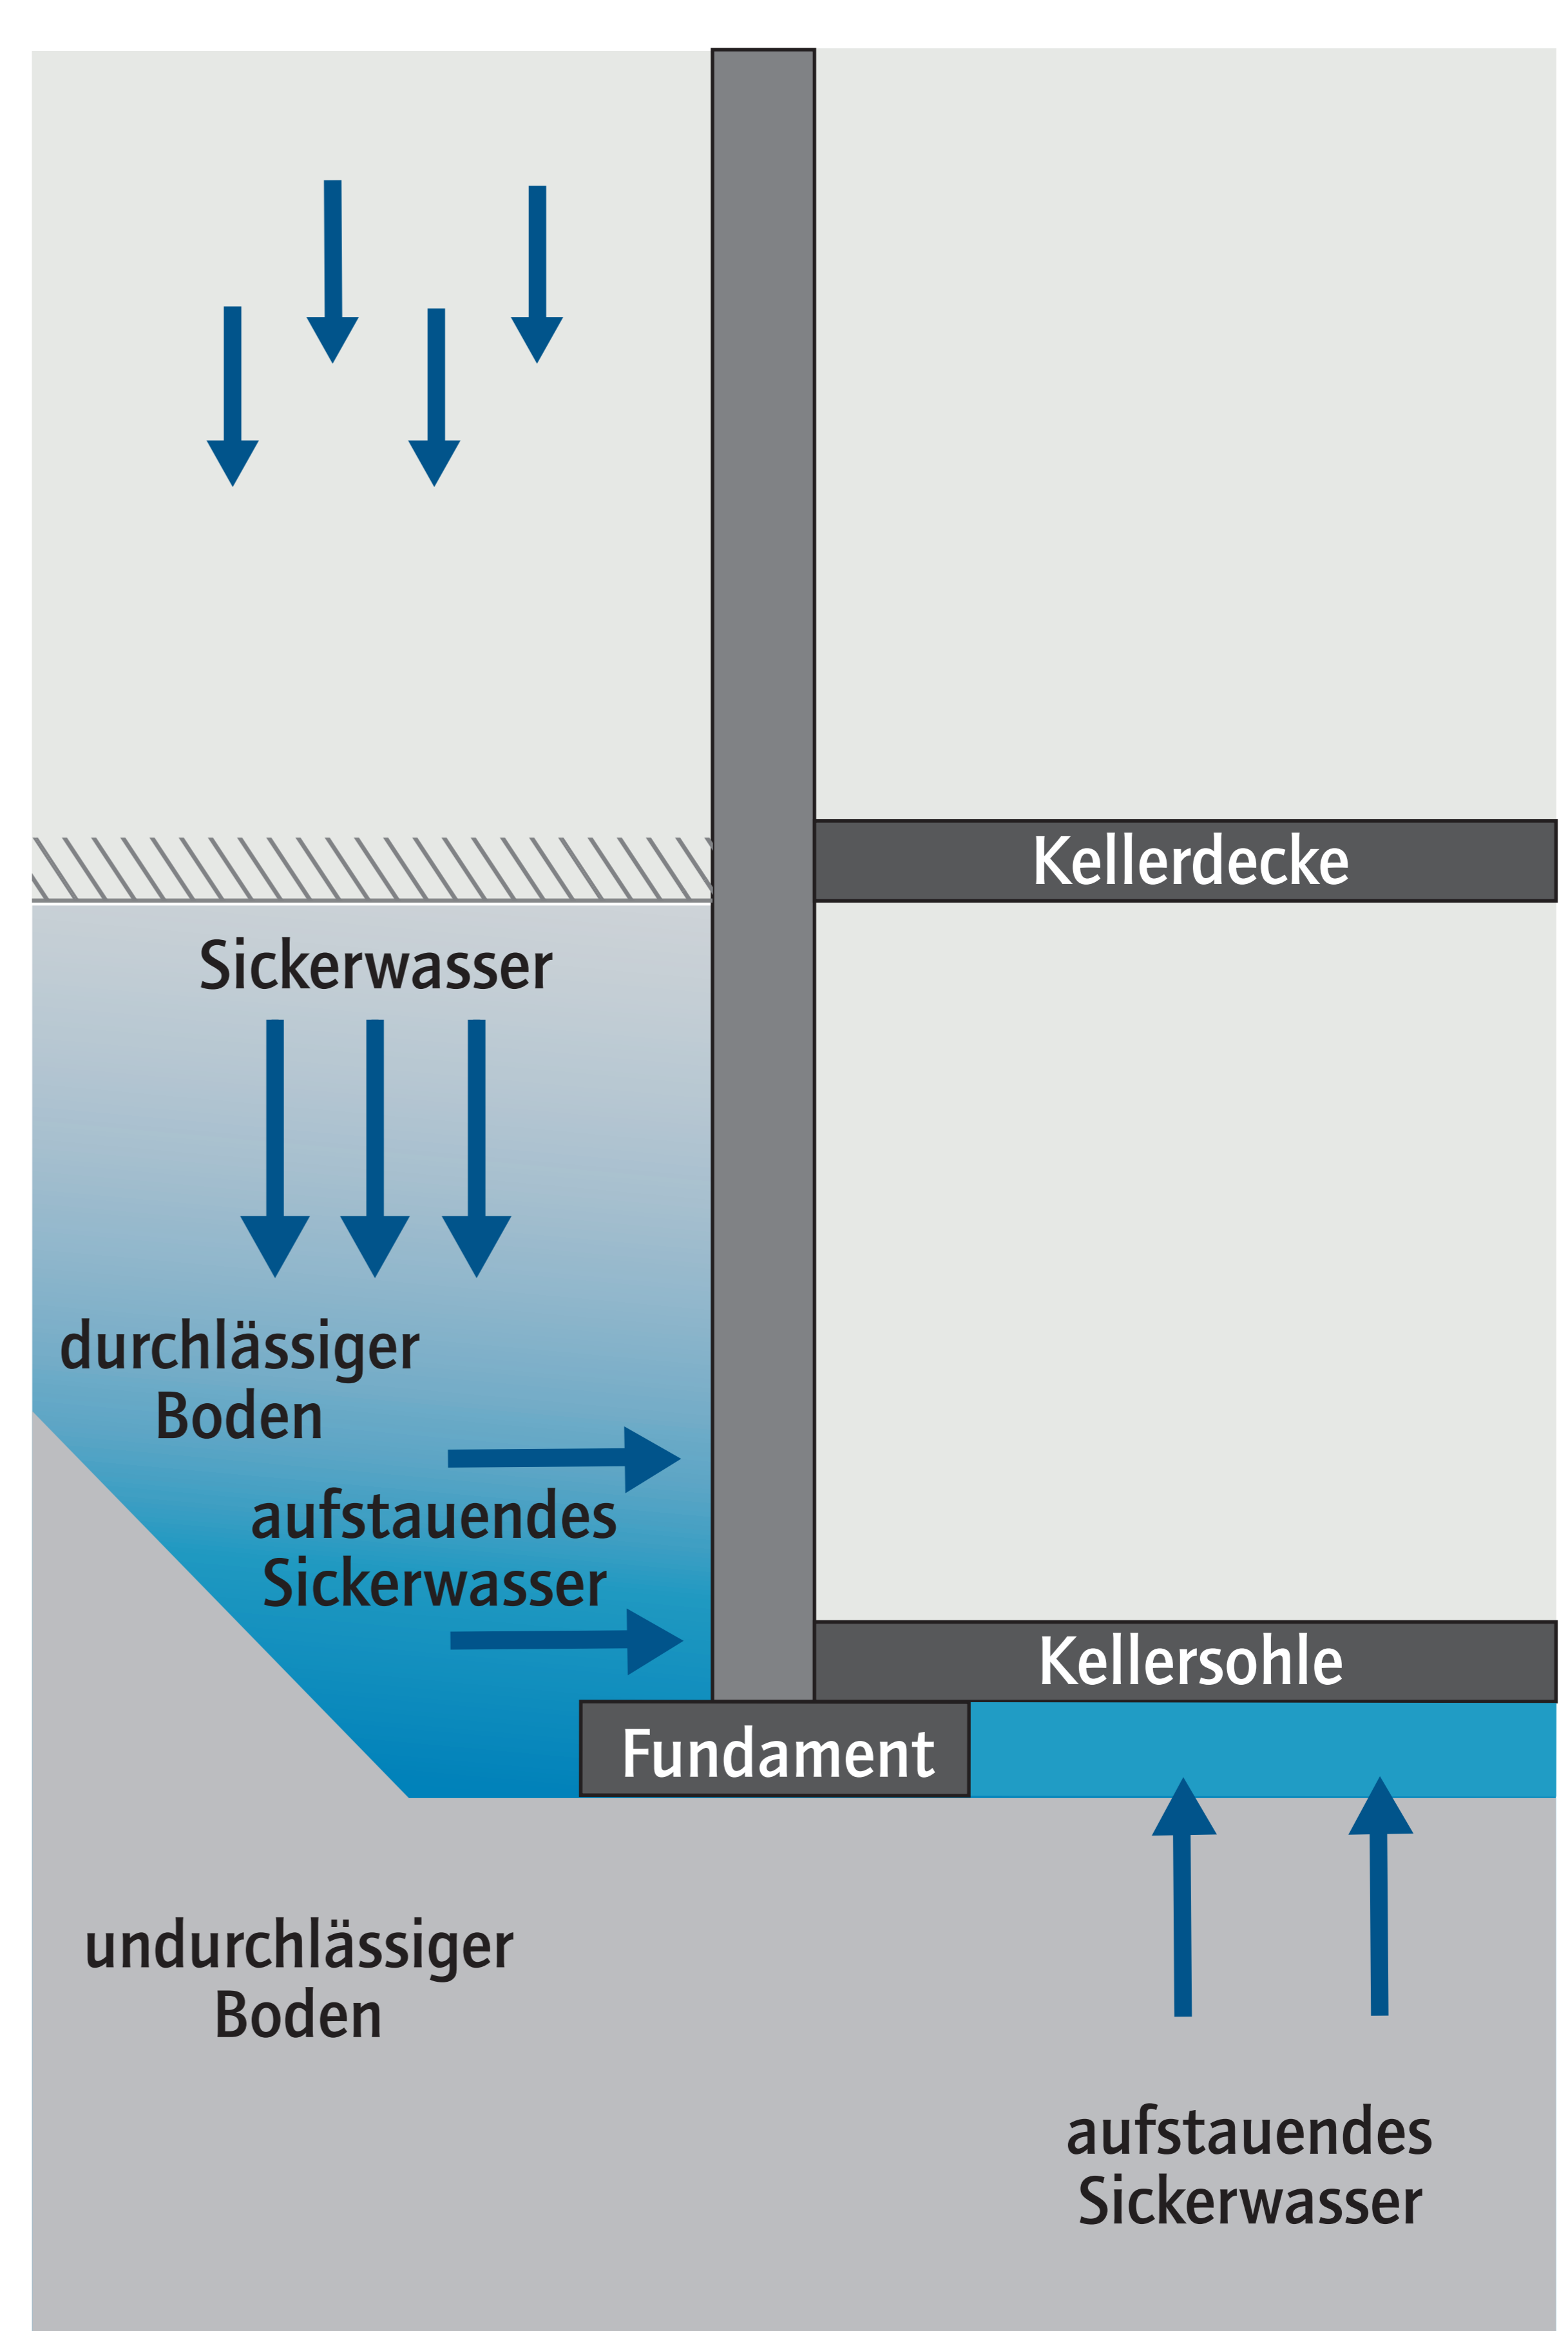 Kellerdecke
Sickerwasser
durchlässiger
Boden
aufstauendes
Sickerwasser
Kellersohle
Fundament
undurchlässiger
Boden
aufstauendes
Sickerwasser